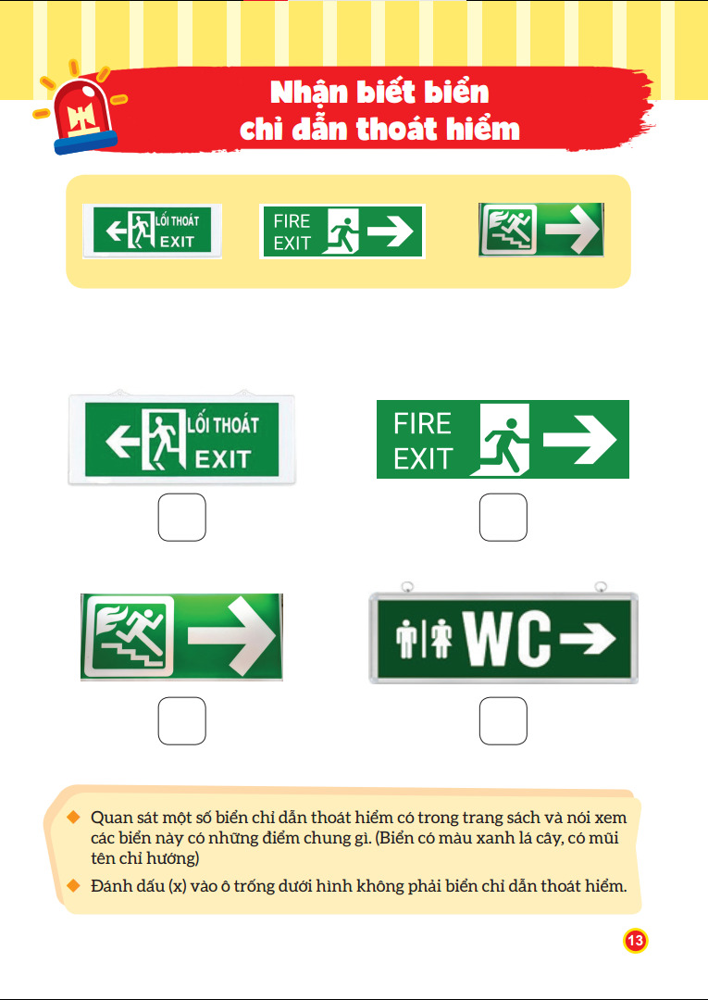 Nhận biết biển
chỉ dẫn thoát hiểm
LỐI THOÁT
EXIT
FIRE
EXIT
LỐI THOÁT
EXIT
FIRE
EXIT
WC
Quan sát một số biển chỉ dẫn thoát hiểm có trong trang sách và nói xem
các biển này có những điểm chung gì. (Biển có màu xanh lá cây, có mũi
tên chỉ hướng)
Đánh dấu (x) vào ô trống dưới hình không phải biển chỉ dẫn thoát hiểm.
13